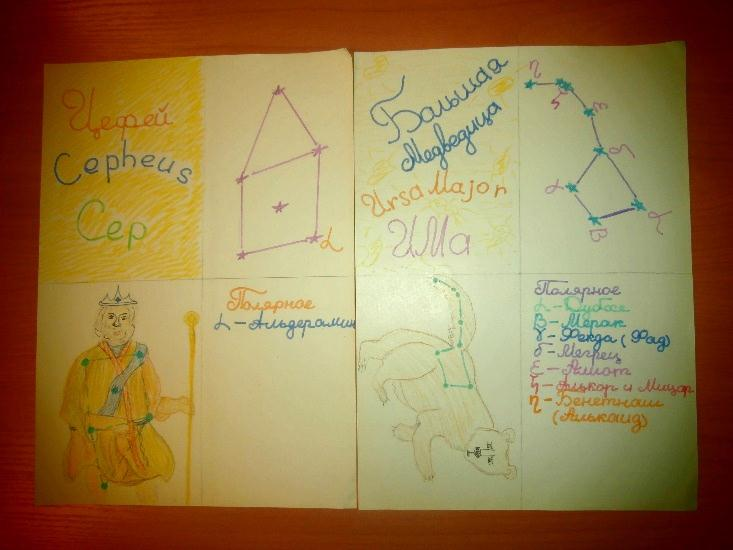 Цефей
Cepheus
Cep
α
Полярное
α - Альдерамин
Большая
Медведица
Ursa Major
UMa
η
ζ
ε
δ
α
β
α
Полярное
α - Дубхе
β - Мерак
γ - Фекда (Фад)
δ - Мегрец
ε - Алиот
ζ - Алькор и Мицар
η - Бенетнаш
(Алькаид)